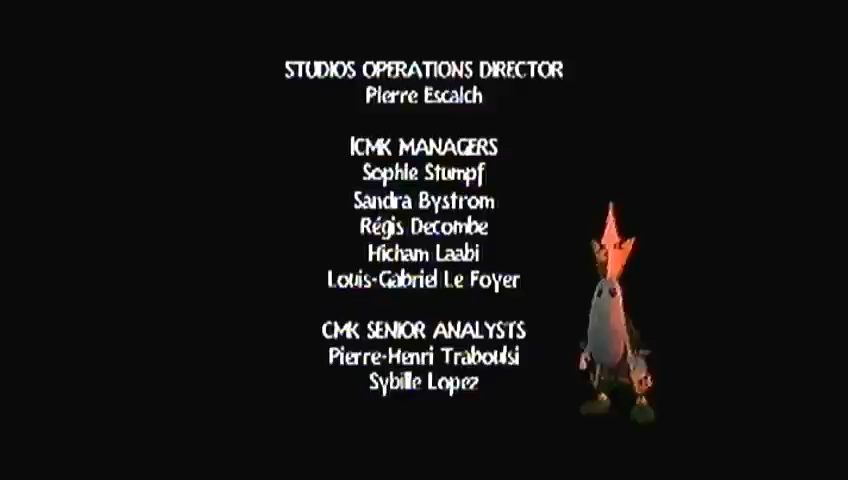 STUDIOS OPERATIONS DIRECTOR
Pierre Escaich
ICMK MANAGERS
Sophie Stumpf
Sandra Bystrom
Régis Decombe
Hicham Laabi
Louis-Gabriel Le Foyer
CMK SENIOR ANALYSTS
Pierre-Henri Traboulsi
Sybille Lopez